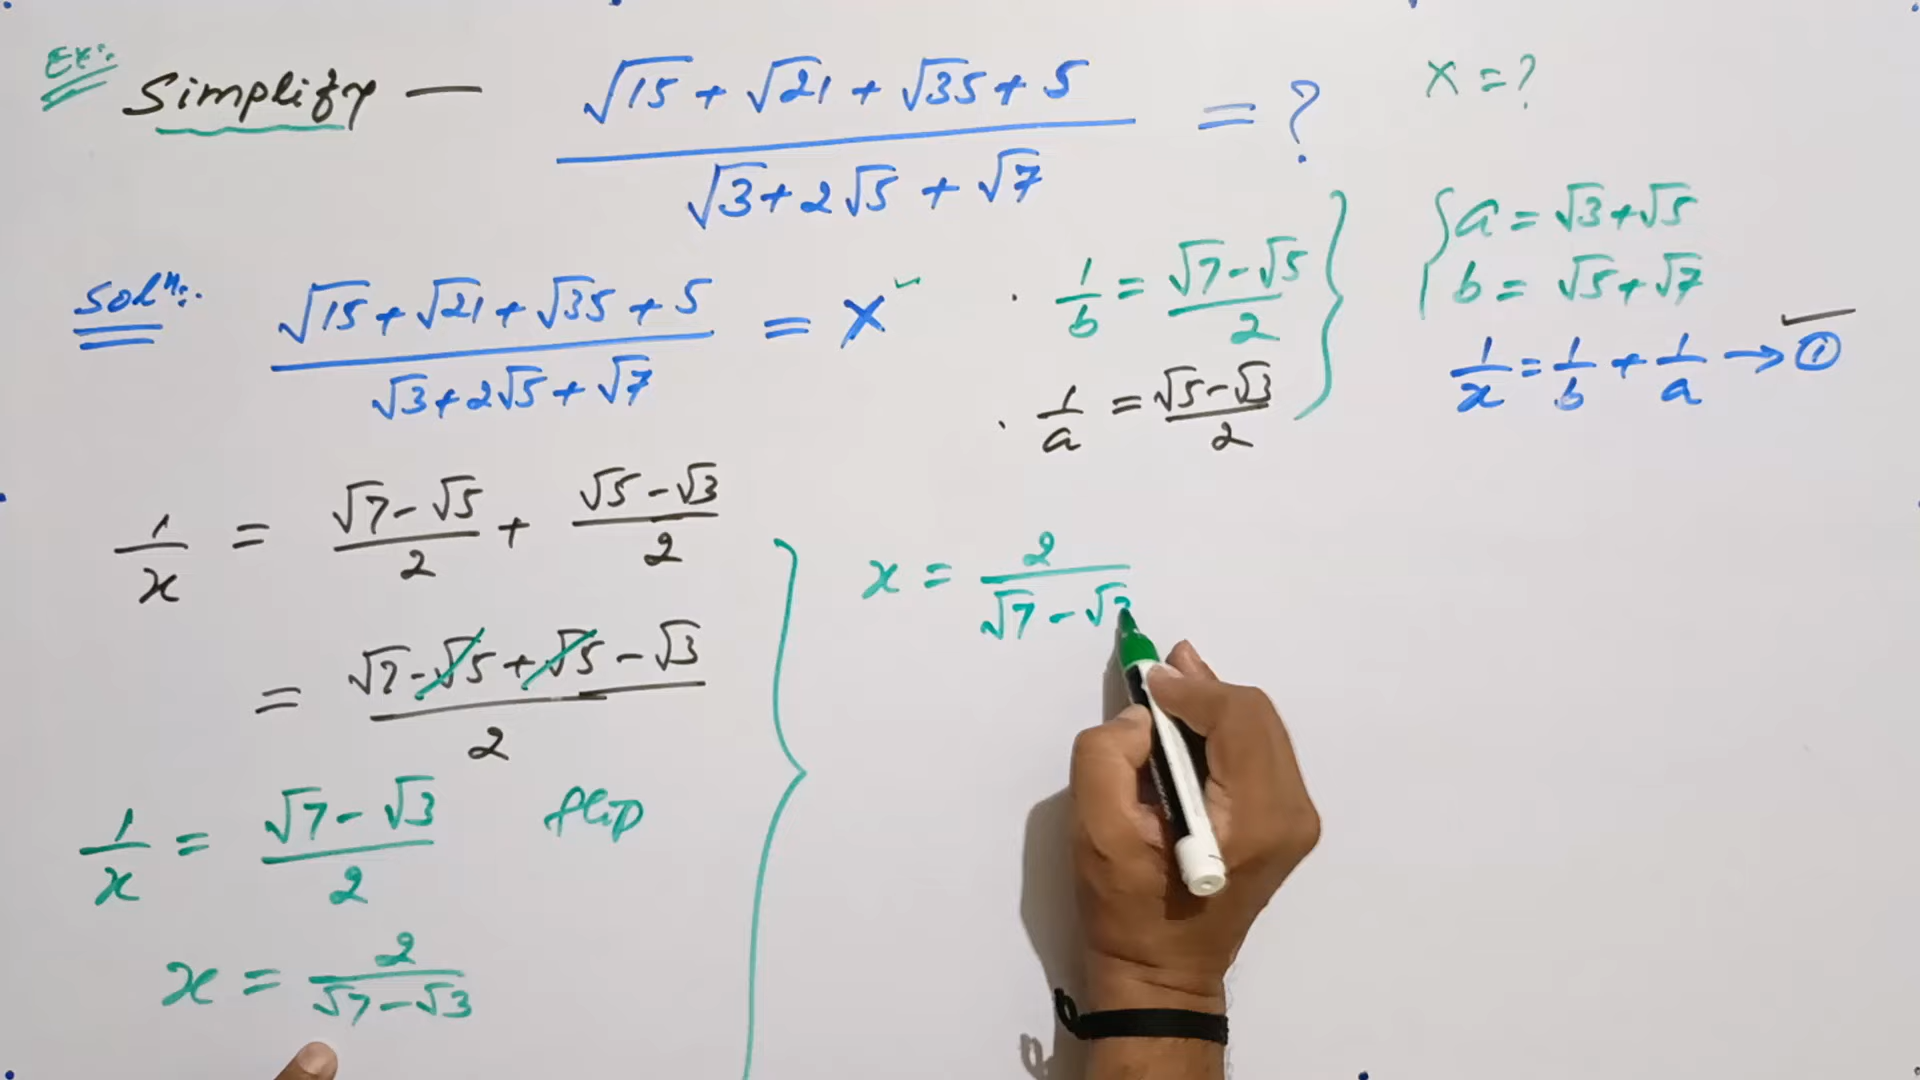 Ex:
Simplify — (√15 + √21 + √35 + 5) / (√3 + 2√5 + √7) = ?
x = ?
Solⁿ:.
(√15 + √21 + √35 + 5) / (√3 + 2√5 + √7) = x ✓
1/x = (√7 - √5)/2 + (√5 - √3)/2
= (√7 - √5 + √5 - √3)/2
1/x = (√7 - √3)/2 flip
x = 2/(√7 - √3)
. 1/b = (√7 - √5)/2
. 1/a = (√5 - √3)/2
a = √3 + √5
b = √5 + √7
1/x = 1/b + 1/a → ①
x = 2/(√7 - √3